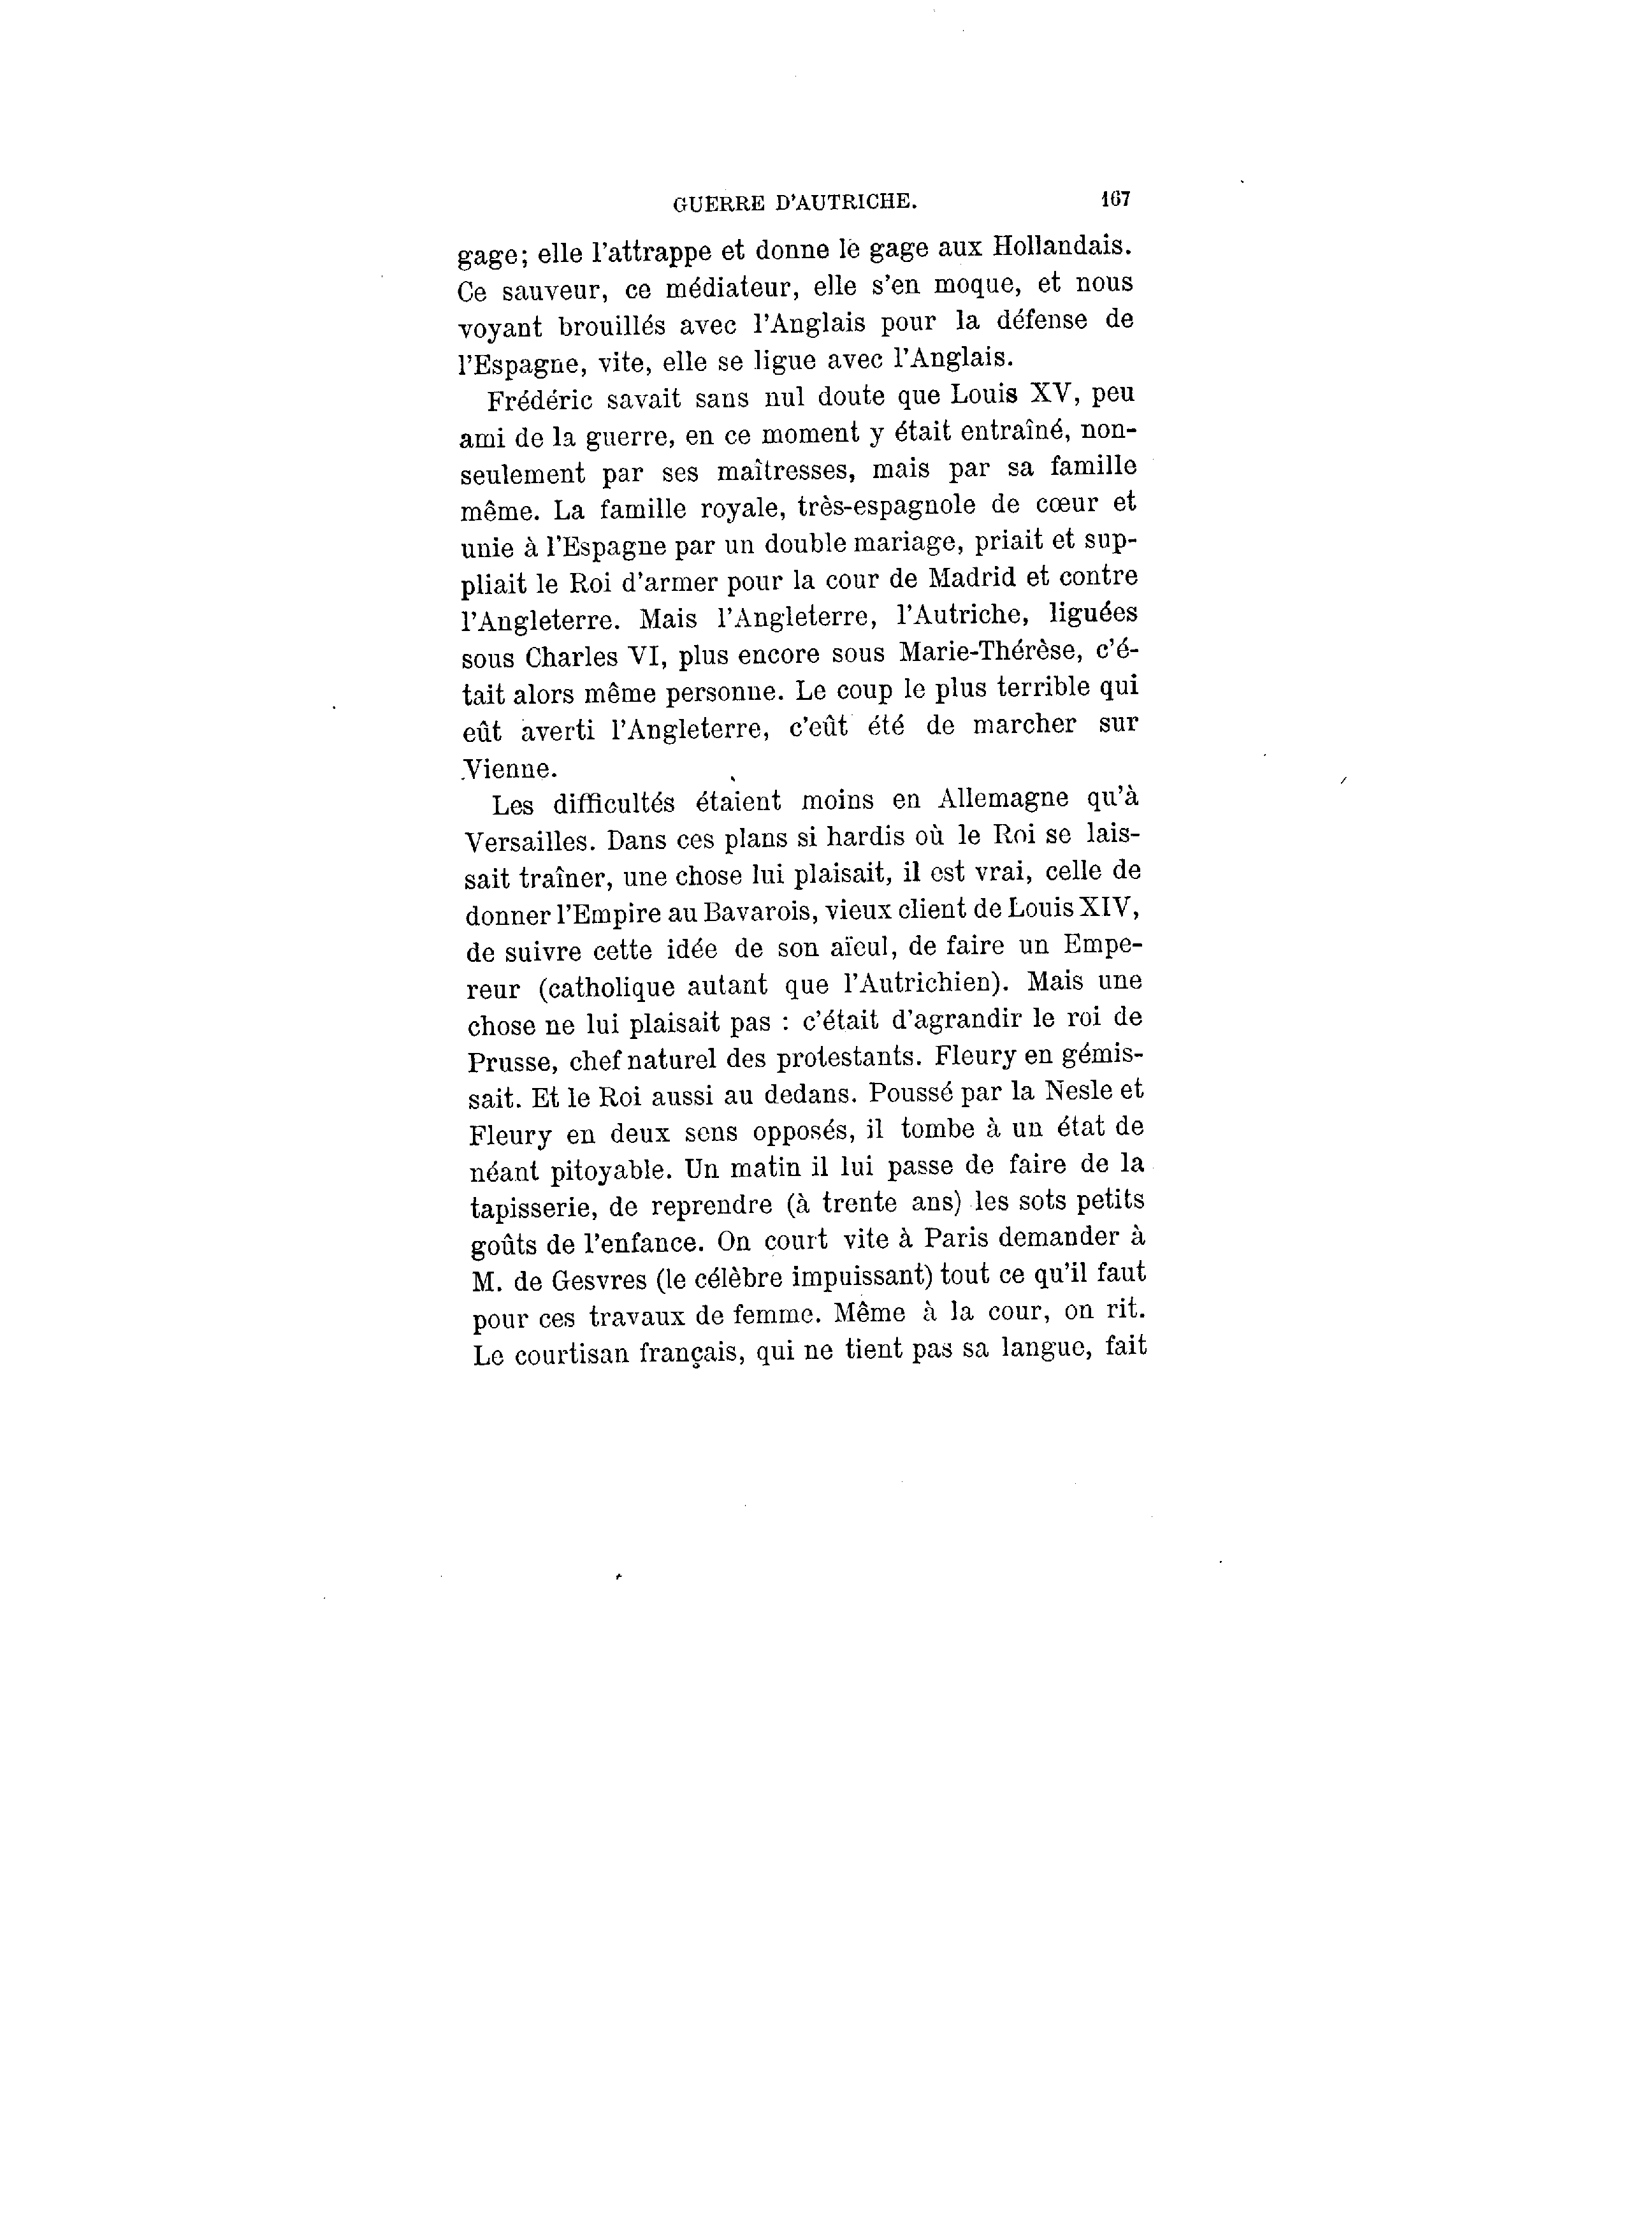 GUERRE D'AUTRICHE. 167
gage; elle l'attrappe et donne le gage aux Hollandais.
Ce sauveur, ce médiateur, elle s'en moque, et nous
voyant brouillés avec l'Anglais pour la défense de
l'Espagne, vite, elle se ligue avec l'Anglais.
Frédéric savait sans nul doute que Louis XV, peu
ami de la guerre, en ce moment y était entraîné, non-
seulement par ses maîtresses, mais par sa famille
même. La famille royale, très-espagnole de cœur et
unie à l'Espagne par un double mariage, priait et sup-
pliait le Roi d'armer pour la cour de Madrid et contre
l'Angleterre. Mais l'Angleterre, l'Autriche, liguées
sous Charles VI, plus encore sous Marie-Thérèse, c'é-
tait alors même personne. Le coup le plus terrible qui
eût averti l'Angleterre, c'eût été de marcher sur
Vienne.
Les difficultés étaient moins en Allemagne qu'à
Versailles. Dans ces plans si hardis où le Roi se lais-
sait traîner, une chose lui plaisait, il est vrai, celle de
donner l'Empire au Bavarois, vieux client de Louis XIV,
de suivre cette idée de son aïeul, de faire un Empe-
reur (catholique autant que l'Autrichien). Mais une
chose ne lui plaisait pas : c'était d'agrandir le roi de
Prusse, chef naturel des protestants. Fleury en gémis-
sait. Et le Roi aussi au dedans. Poussé par la Nesle et
Fleury en deux sens opposés, il tombe à un état de
néant pitoyable. Un matin il lui passe de faire de la
tapisserie, de reprendre (à trente ans) les sots petits
goûts de l'enfance. On court vite à Paris demander à
M. de Gesvres (le célèbre impuissant) tout ce qu'il faut
pour ces travaux de femme. Même à la cour, on rit.
Le courtisan français, qui ne tient pas sa langue, fait